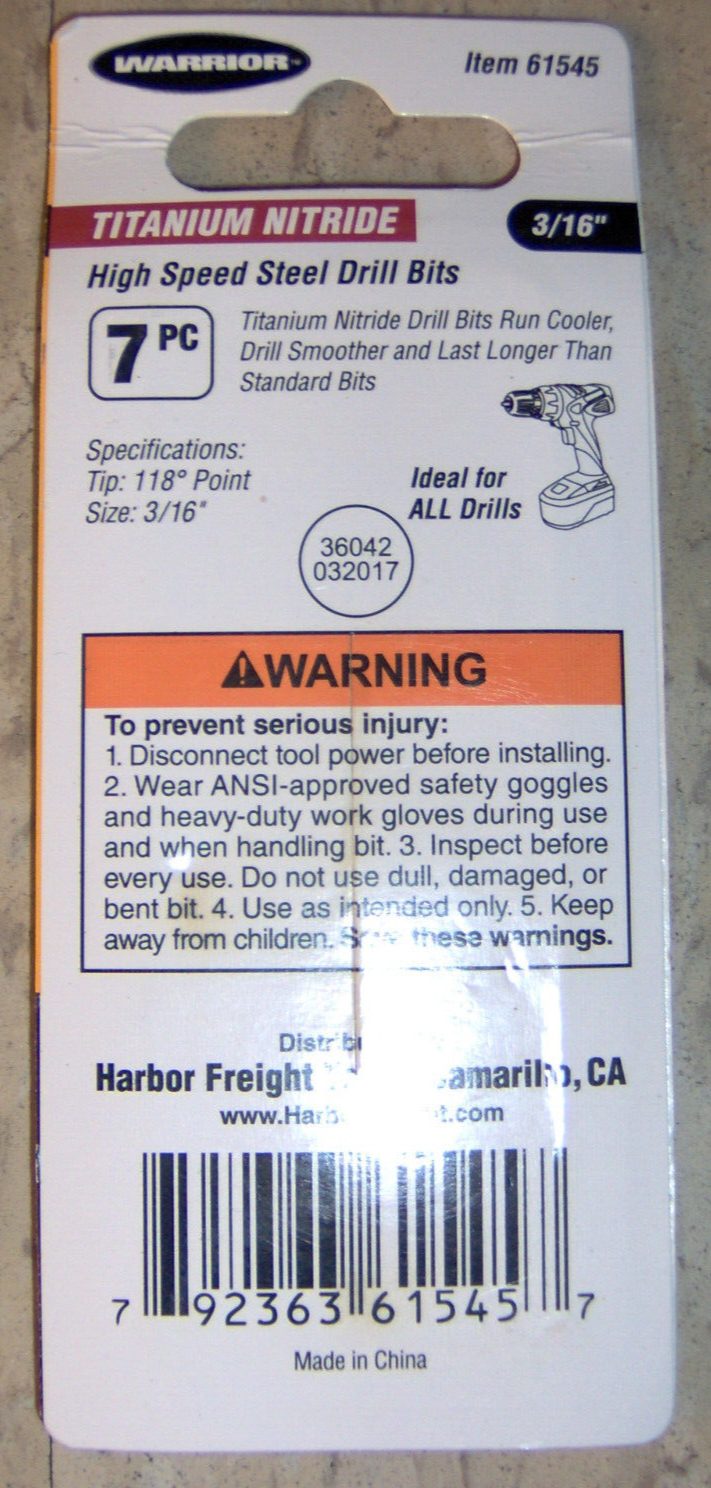 WARRIOR™
Item 61545
TITANIUM NITRIDE
3/16"
High Speed Steel Drill Bits
7 PC
Titanium Nitride Drill Bits Run Cooler,
Drill Smoother and Last Longer Than
Standard Bits
Specifications:
Tip: 118° Point
Size: 3/16"
Ideal for
ALL Drills
36042
032017
WARNING
To prevent serious injury:
1. Disconnect tool power before installing.
2. Wear ANSI-approved safety goggles
and heavy-duty work gloves during use
and when handling bit. 3. Inspect before
every use. Do not use dull, damaged, or
bent bit. 4. Use as intended only. 5. Keep
away from children. Save these warnings.
Harbor Freight Camarillo, CA
7 92363 61545 7
Made in China